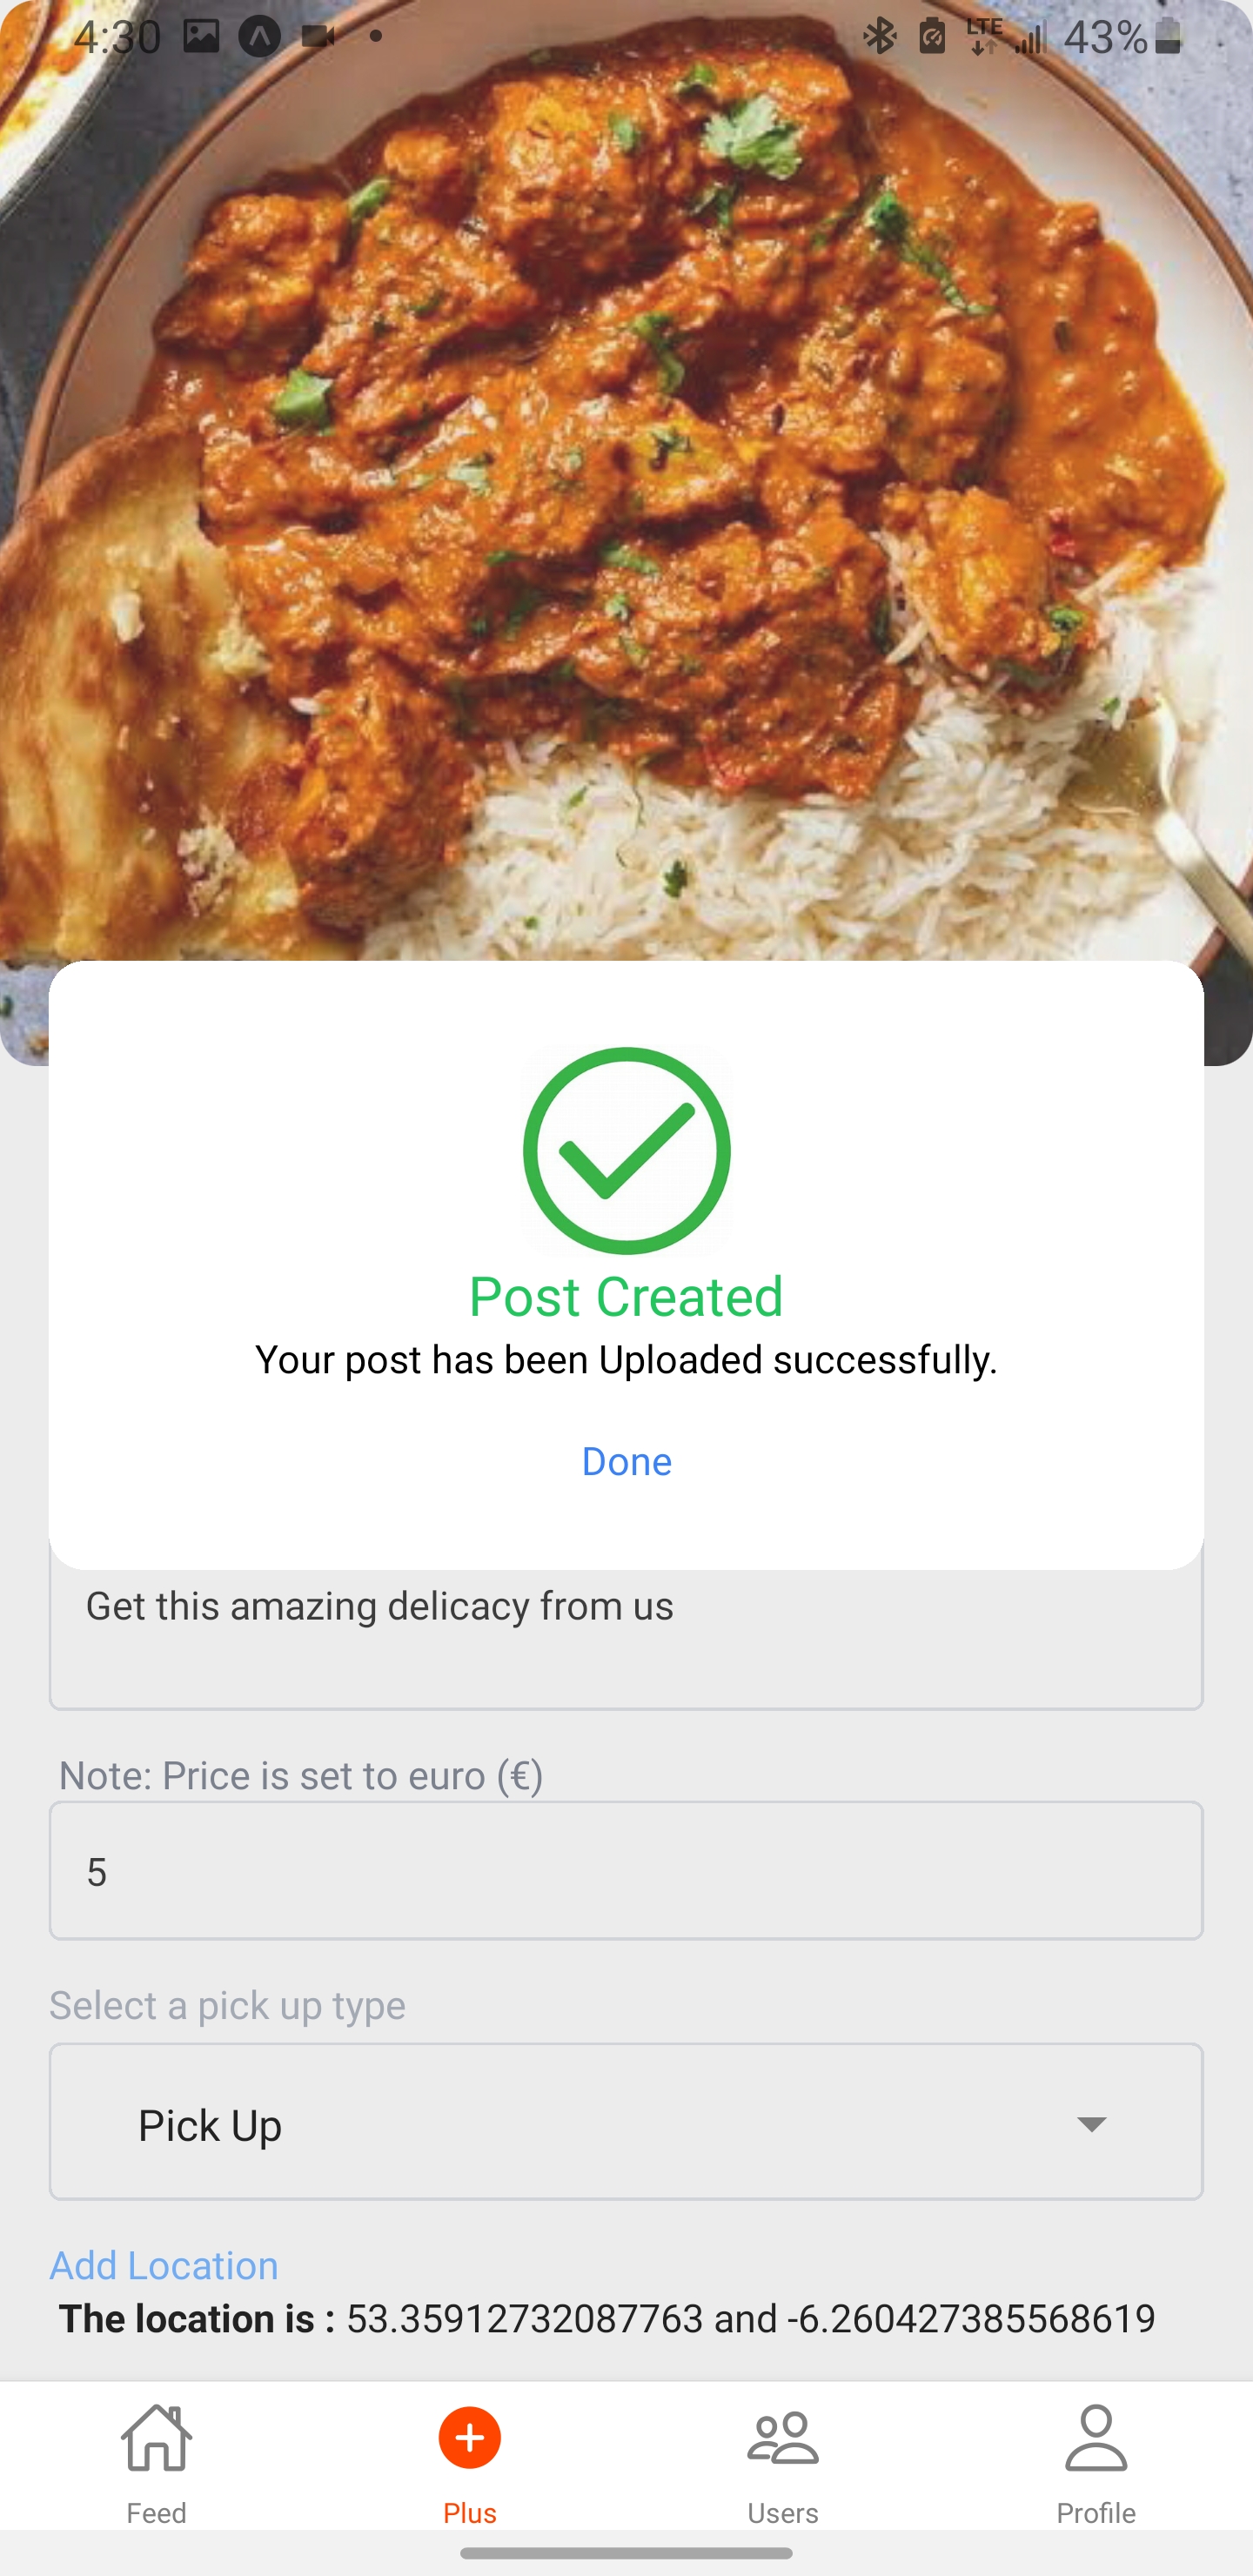 4:30 LTE 43%
Post Created
Your post has been Uploaded successfully.
Done
Get this amazing delicacy from us
Note: Price is set to euro (€)
5
Select a pick up type
Pick Up
Add Location
The location is : 53.35912732087763 and -6.260427385568619
Feed Plus Users Profile